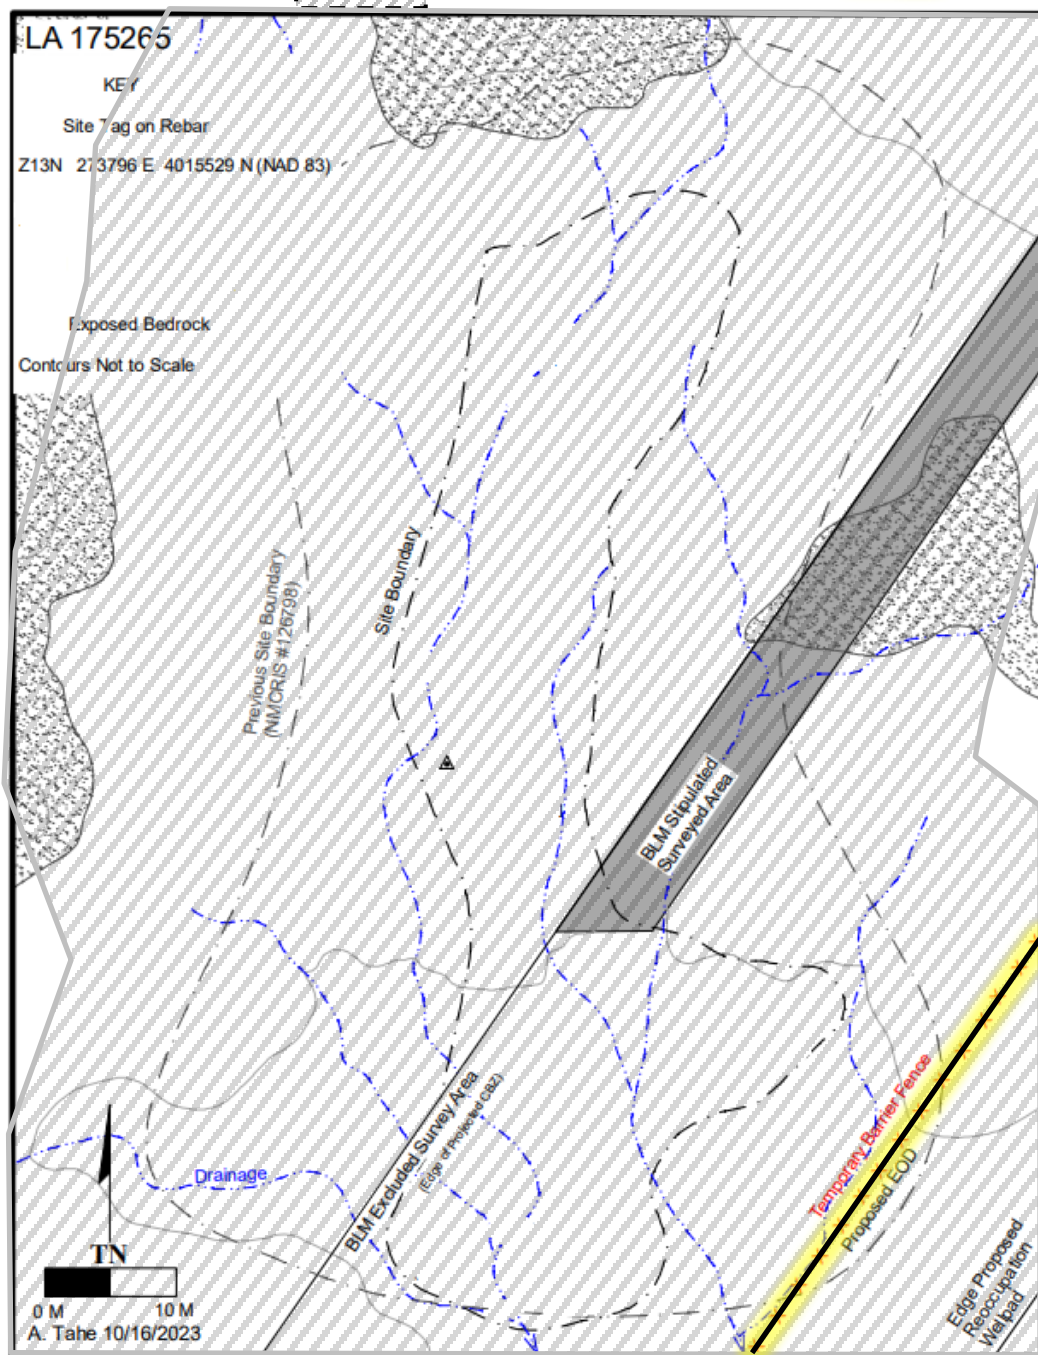 LA 175265
KEY
Site Tag on Rebar
Z13N 273796 E 4015529 N (NAD 83)
Exposed Bedrock
Contours Not to Scale
Previous Site Boundary
(NMCRIS #126798)
Site Boundary
BLM Stipulated
Surveyed Area
BLM Excluded Survey Area
(Edge of Projected CBZ)
Temporary Barrier Fence
Proposed EOD
Edge Proposed
Reoccupation
Wellpad
Drainage
TN
0 M 10 M
A. Tahe 10/16/2023